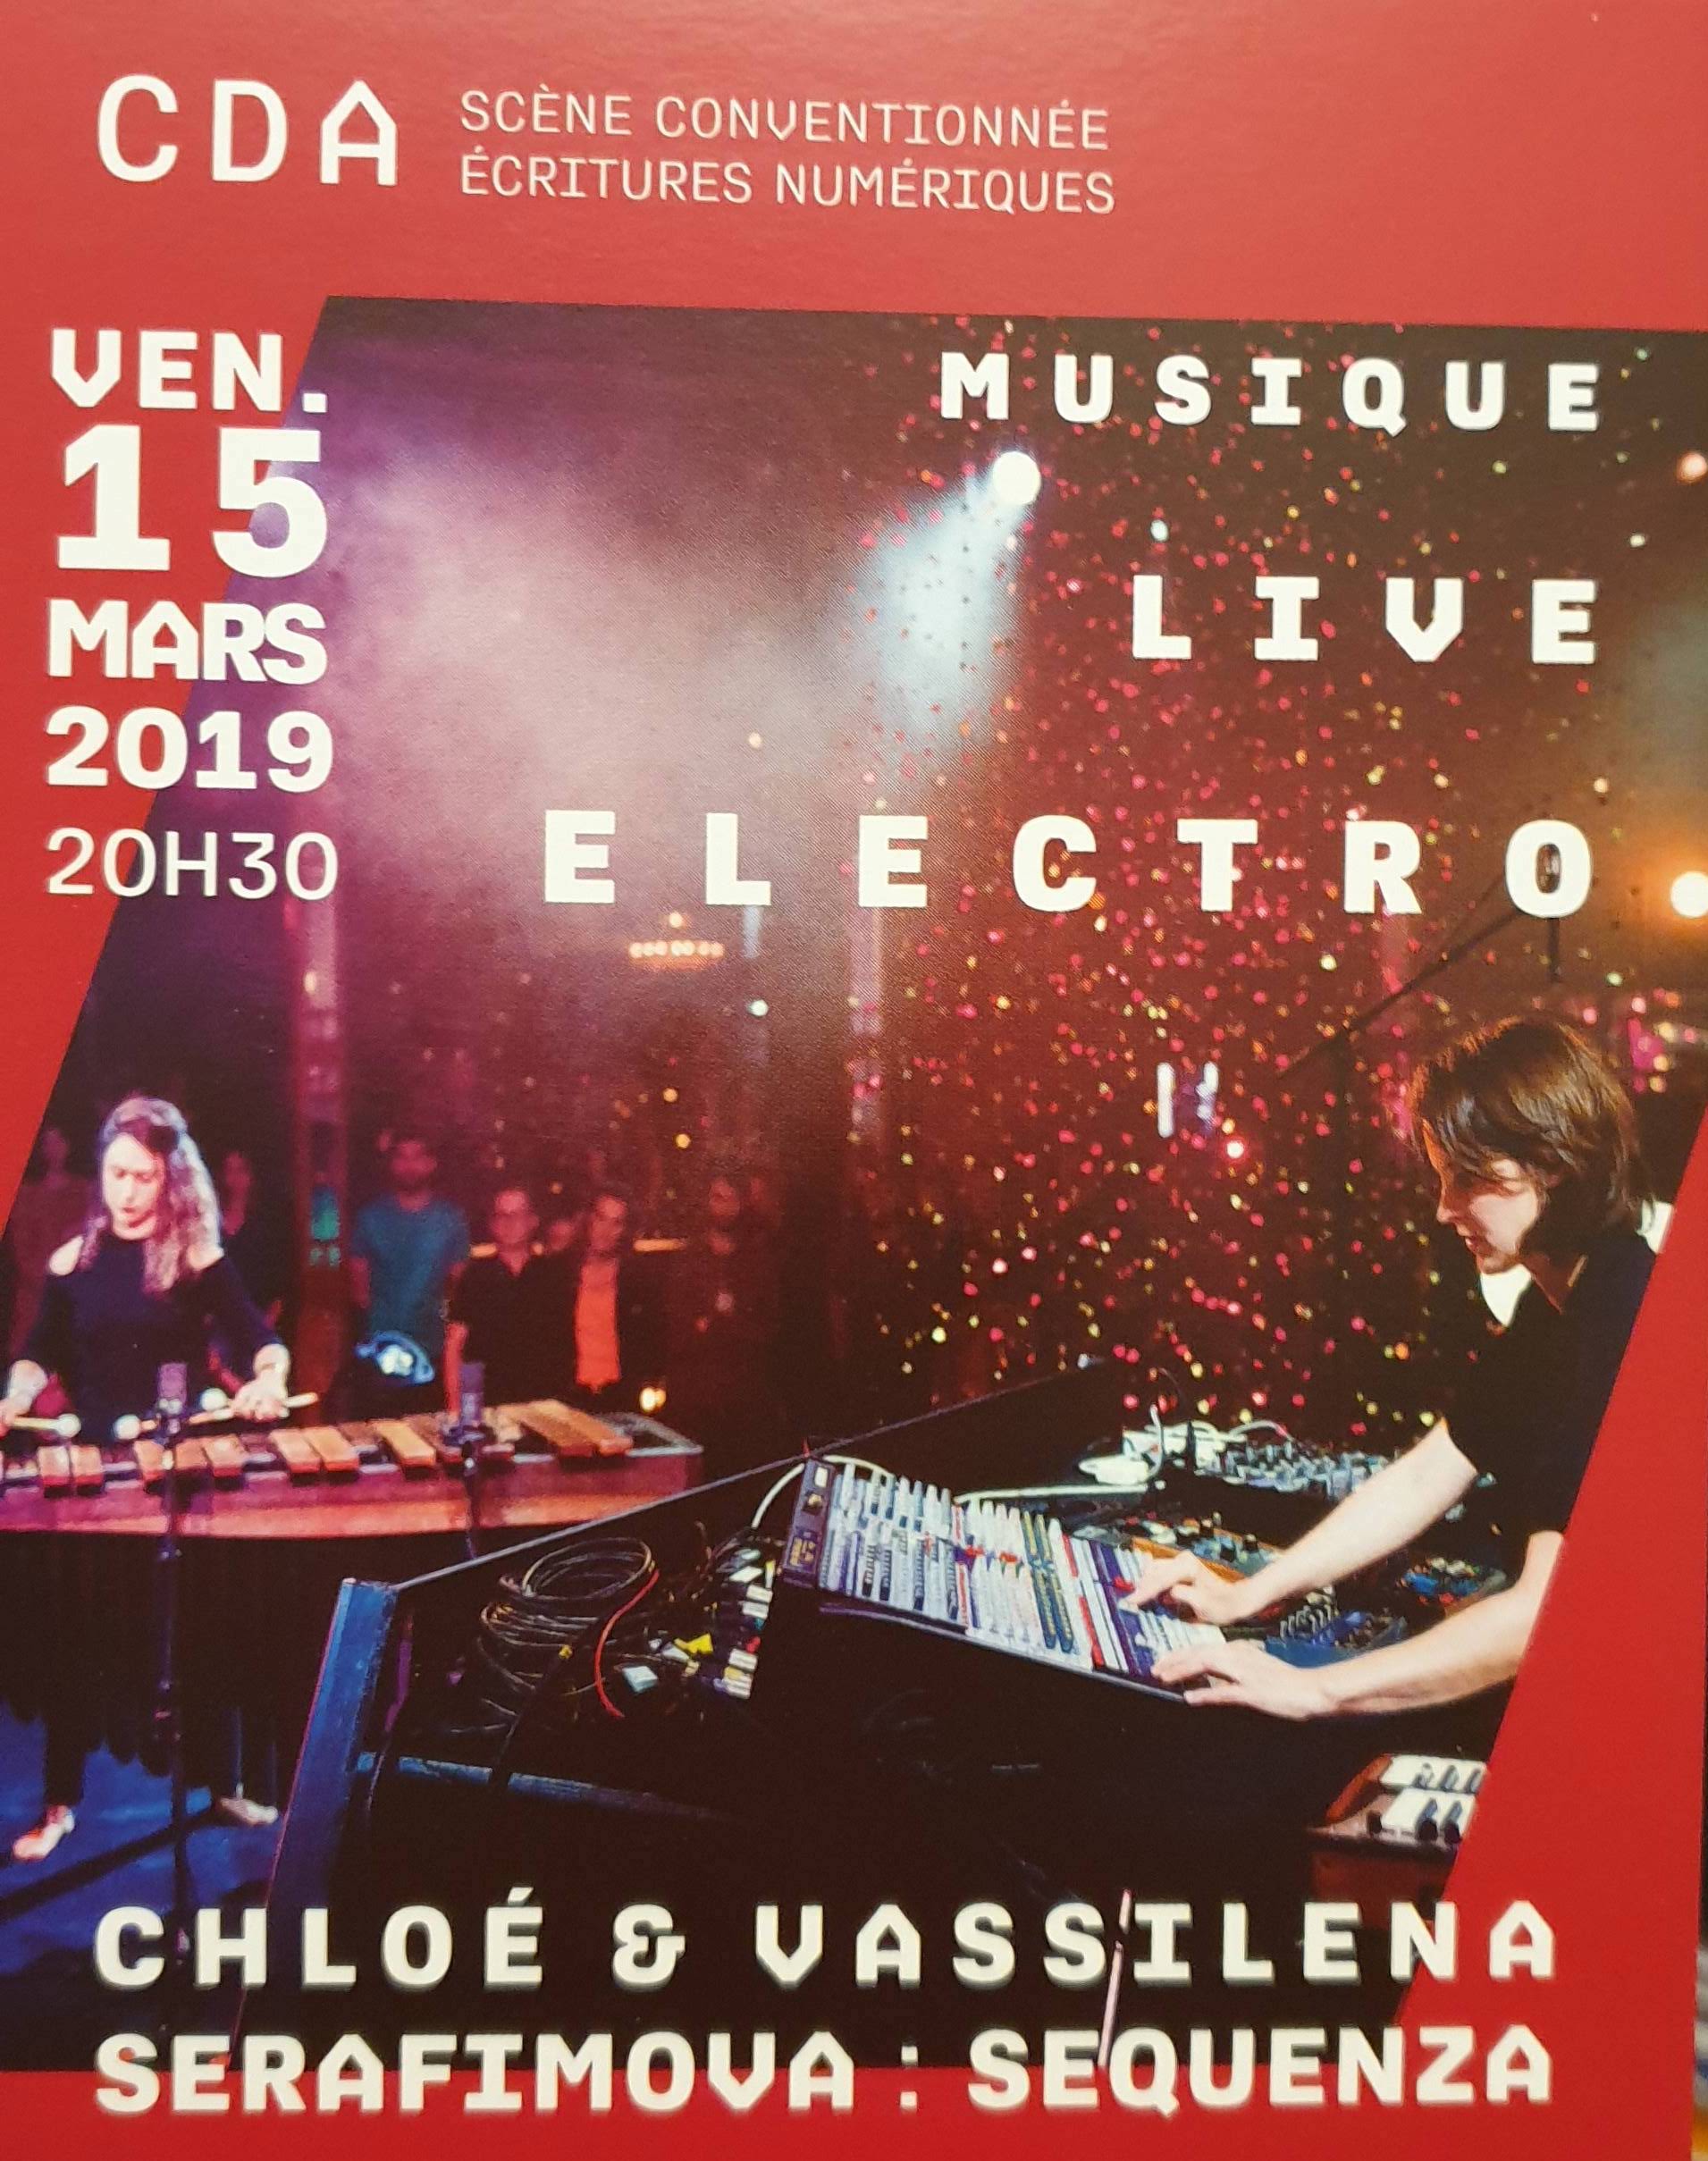 CDA
SCÈNE CONVENTIONNÉE
ÉCRITURES NUMÉRIQUES
VEN.
15
MARS
2019
20H30
MUSIQUE
LIVE
ELECTRO
CHLOÉ & VASSILENA
SERAFIMOVA : SEQUENZA